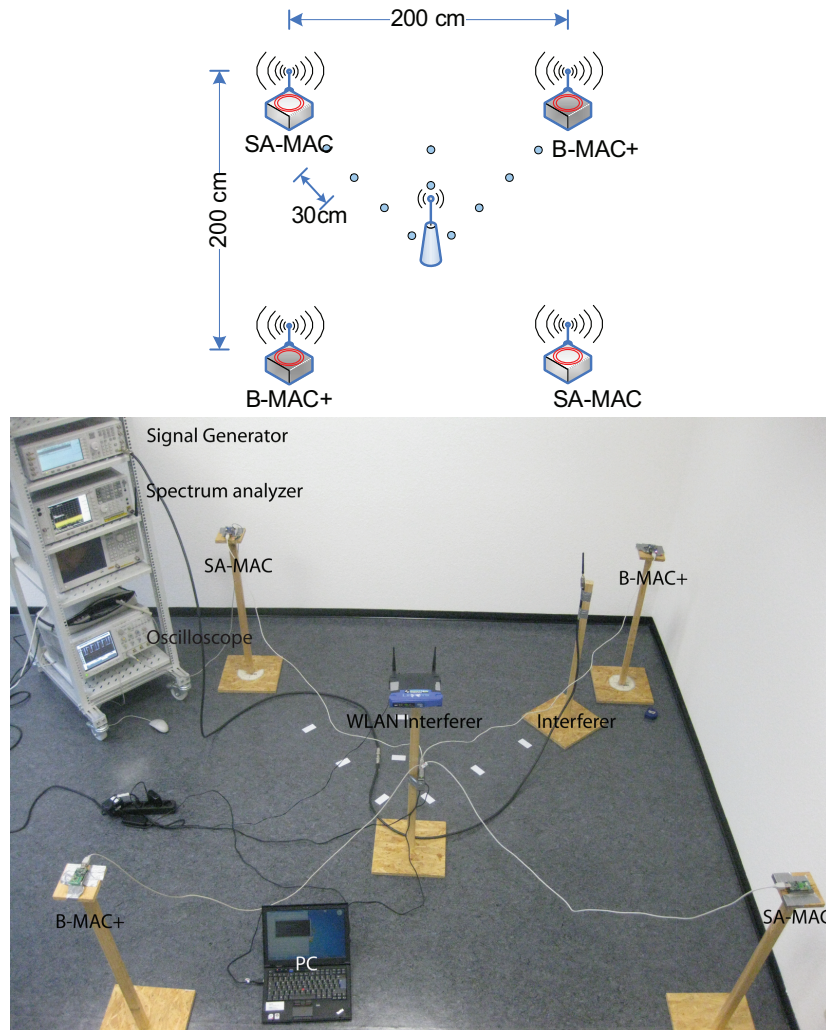 200 cm
SA-MAC
B-MAC+
200 cm
30cm
B-MAC+
SA-MAC
Signal Generator
Spectrum analyzer
SA-MAC
B-MAC+
Oscilloscope
WLAN Interferer
Interferer
B-MAC+
SA-MAC
PC